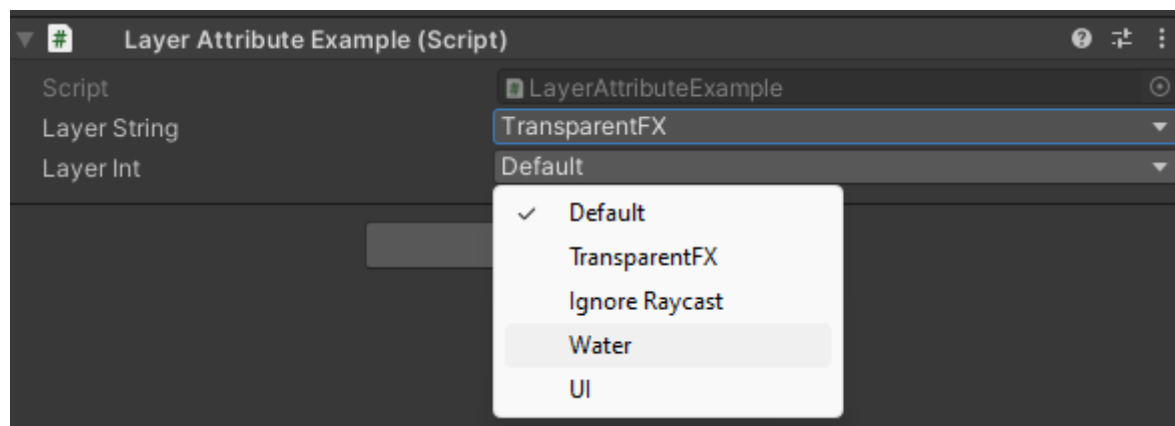 # Layer Attribute Example (Script)
Script LayerAttributeExample
Layer String TransparentFX
Layer Int Default
Default
TransparentFX
Ignore Raycast
Water
UI